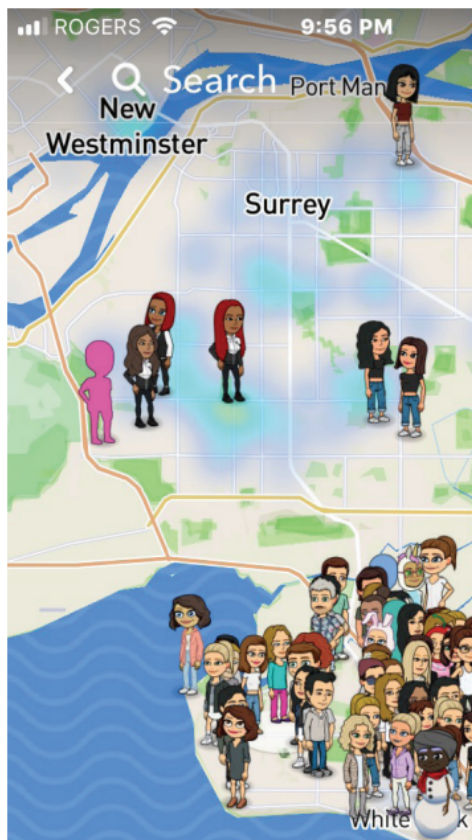 ROGERS 9:56 PM
Search Port Man
New
Westminster
Surrey
White k